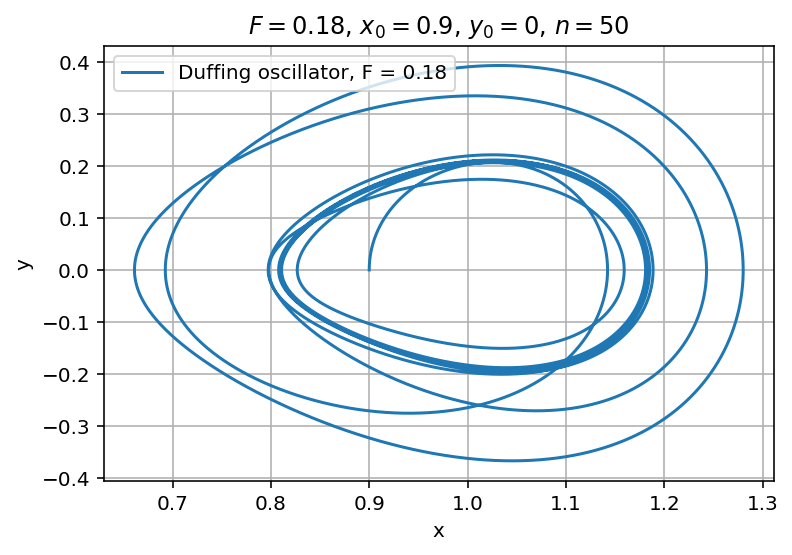 F = 0.18, x₀ = 0.9, y₀ = 0, n = 50
Duffing oscillator, F = 0.18
0.4
0.3
0.2
0.1
0.0
−0.1
−0.2
−0.3
−0.4
y
0.7 0.8 0.9 1.0 1.1 1.2 1.3
x